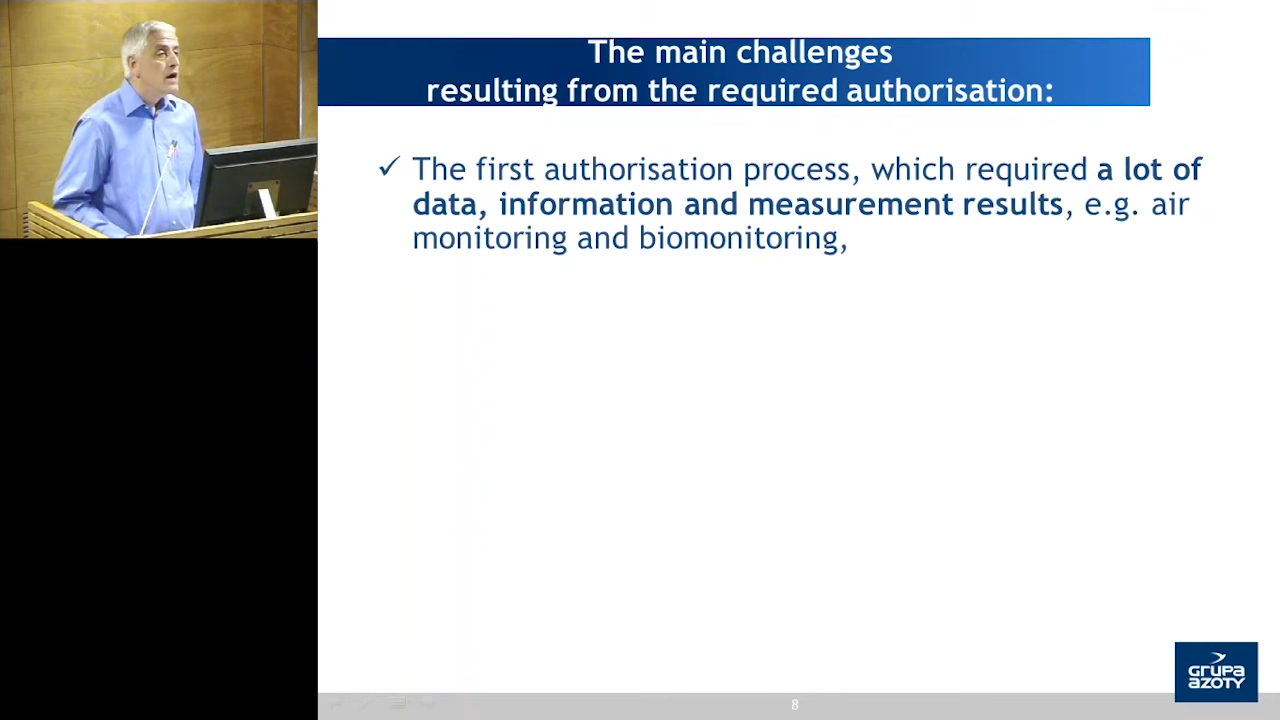 The main challenges
resulting from the required authorisation:
✓ The first authorisation process, which required a lot of
data, information and measurement results, e.g. air
monitoring and biomonitoring,
GRUPA
AZOTY
8